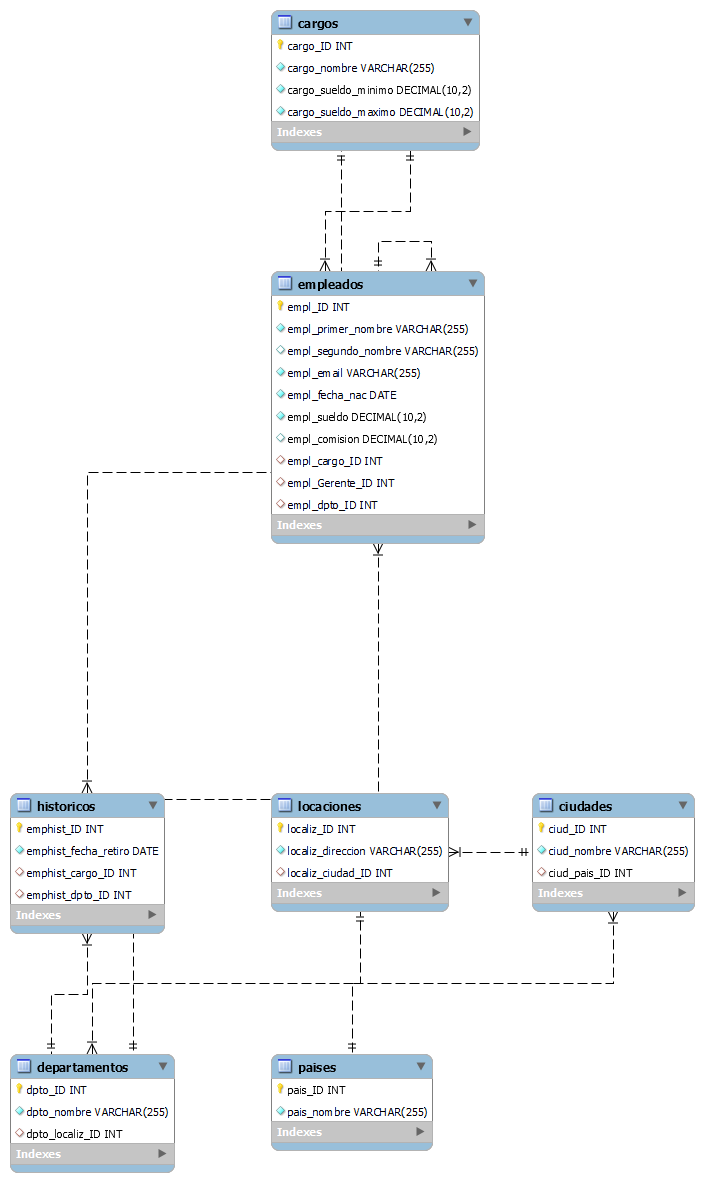 cargos
cargo_ID INT
cargo_nombre VARCHAR(255)
cargo_sueldo_minimo DECIMAL(10,2)
cargo_sueldo_maximo DECIMAL(10,2)
Indexes
empleados
empl_ID INT
empl_primer_nombre VARCHAR(255)
empl_segundo_nombre VARCHAR(255)
empl_email VARCHAR(255)
empl_fecha_nac DATE
empl_sueldo DECIMAL(10,2)
empl_comision DECIMAL(10,2)
empl_cargo_ID INT
empl_Gerente_ID INT
empl_dpto_ID INT
Indexes
historicos
emphist_ID INT
emphist_fecha_retiro DATE
emphist_cargo_ID INT
emphist_dpto_ID INT
Indexes
locaciones
localiz_ID INT
localiz_direccion VARCHAR(255)
localiz_ciudad_ID INT
Indexes
ciudades
ciud_ID INT
ciud_nombre VARCHAR(255)
ciud_pais_ID INT
Indexes
departamentos
dpto_ID INT
dpto_nombre VARCHAR(255)
dpto_localiz_ID INT
Indexes
paises
pais_ID INT
pais_nombre VARCHAR(255)
Indexes